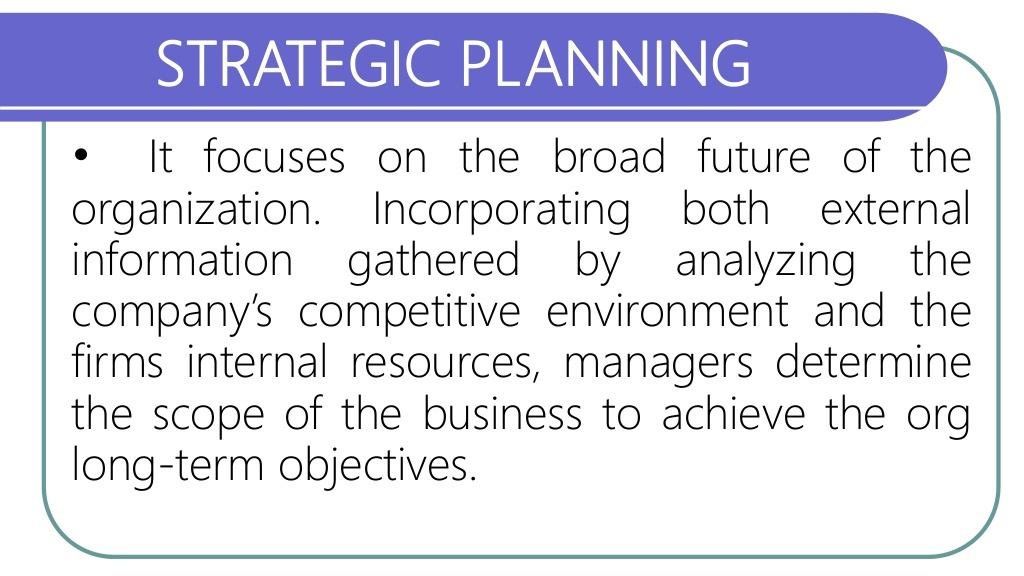 STRATEGIC PLANNING
• It focuses on the broad future of the
organization. Incorporating both external
information gathered by analyzing the
company’s competitive environment and the
firms internal resources, managers determine
the scope of the business to achieve the org
long-term objectives.